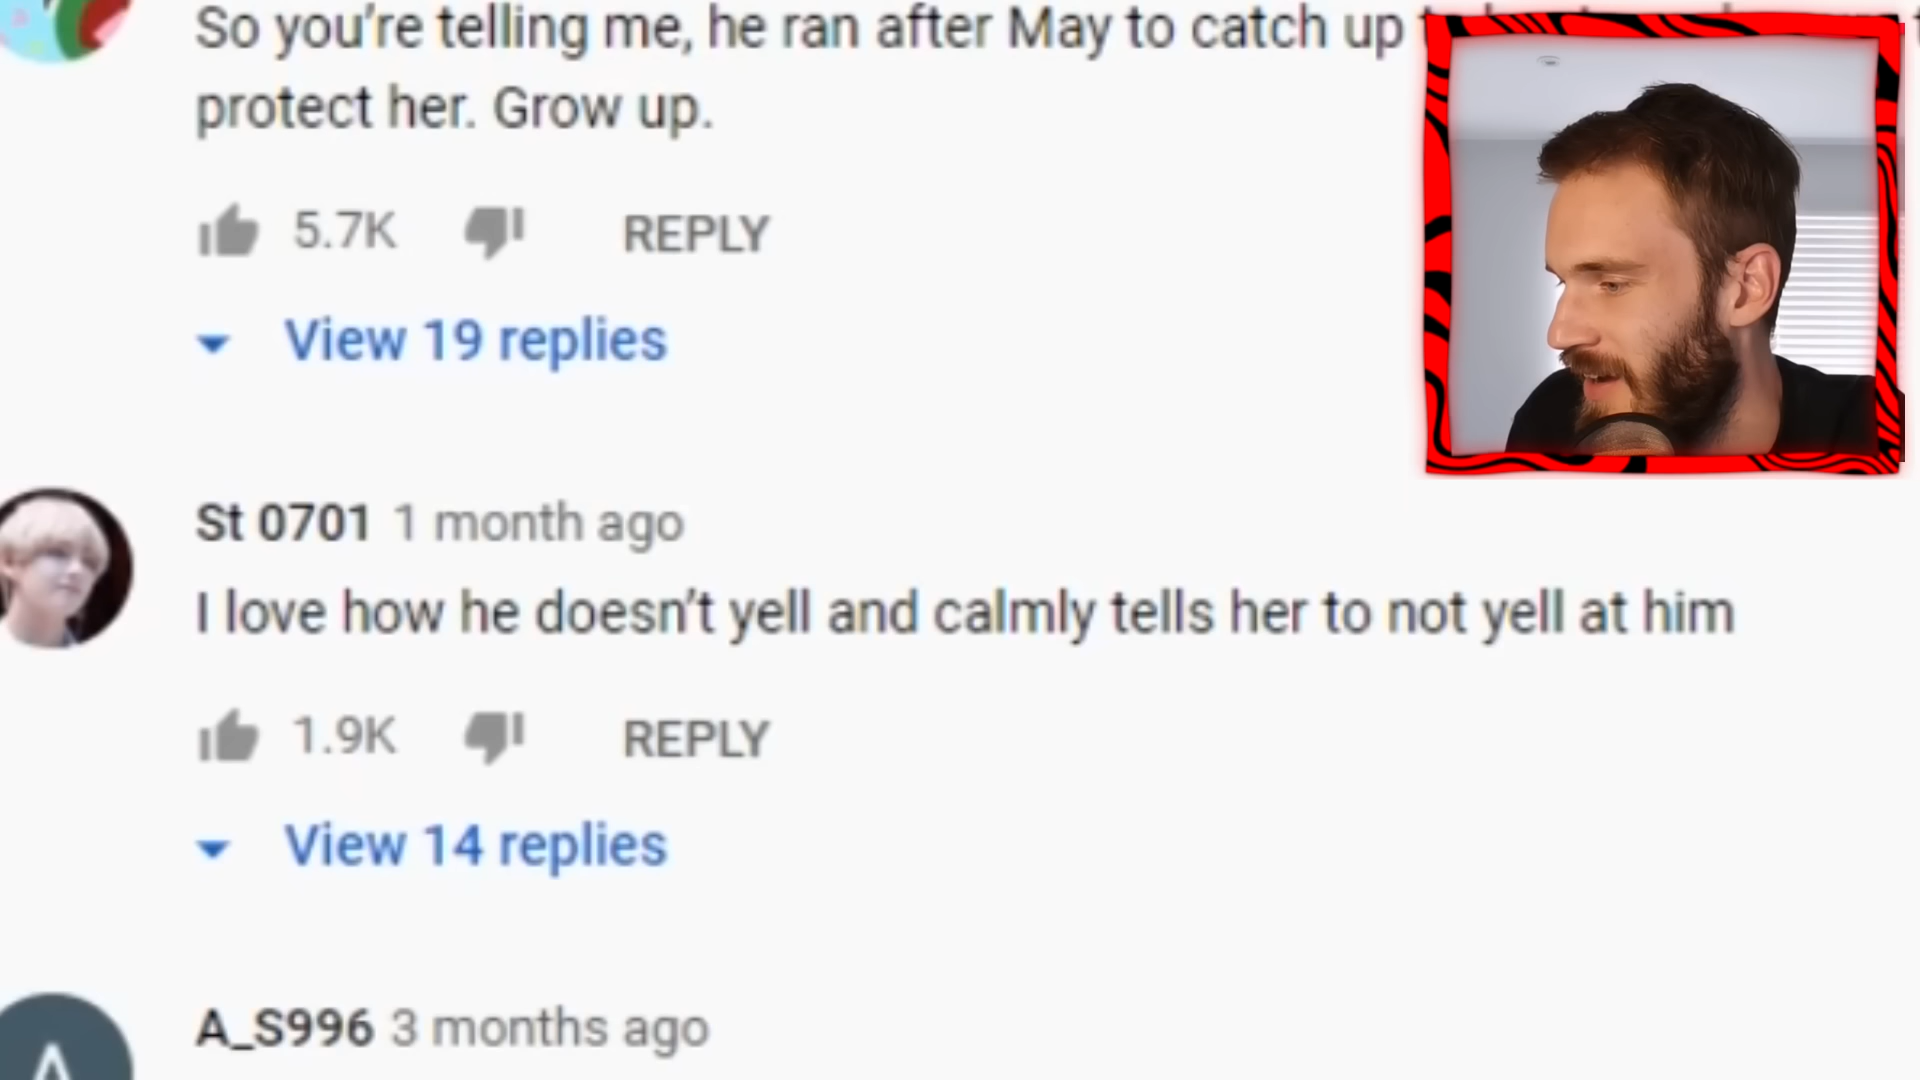 So you're telling me, he ran after May to catch up
protect her. Grow up.
5.7K REPLY
View 19 replies
St 0701 1 month ago
I love how he doesn't yell and calmly tells her to not yell at him
1.9K REPLY
View 14 replies
A_S996 3 months ago
A